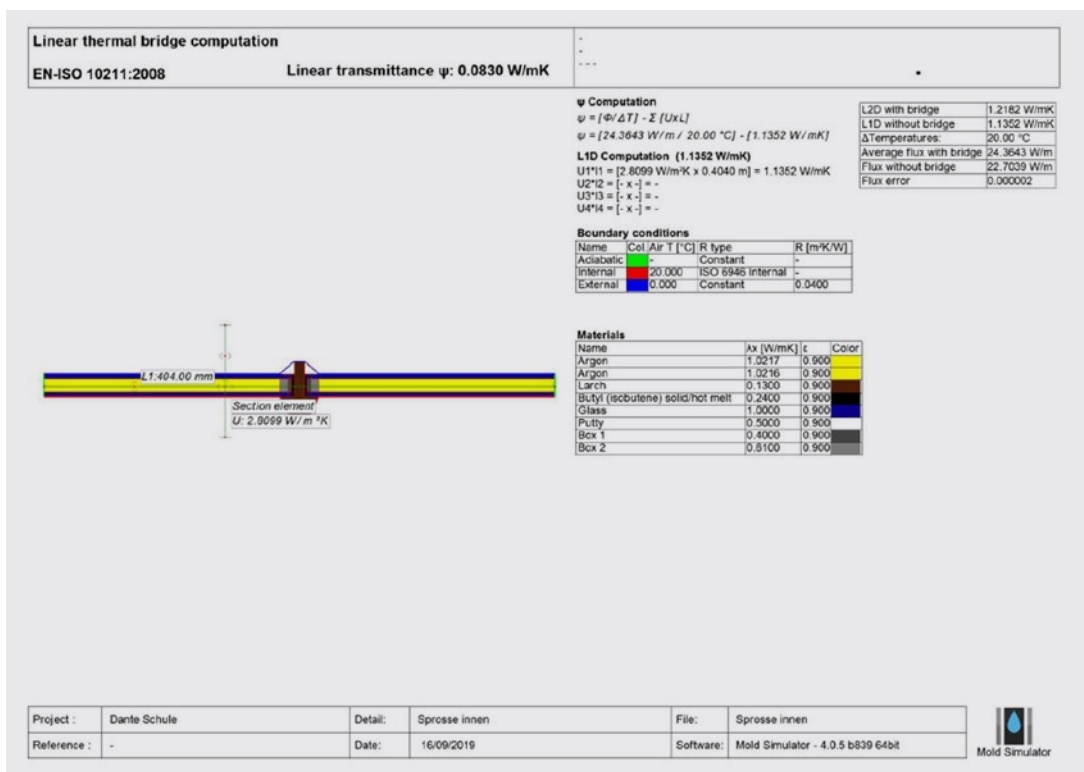 Linear thermal bridge computation
EN-ISO 10211:2008
Linear transmittance ψ: 0.0830 W/mK
-
-
- - -
ψ Computation
ψ = [Φ/ΔT] - Σ [UxL]
ψ = [24.3643 W/m / 20.00 °C] - [1.1352 W/mK]
L1D Computation (1.1352 W/mK)
U1*l1 = [2.8099 W/m²K x 0.4040 m] = 1.1352 W/mK
U2*l2 = [- x -] = -
U3*l3 = [- x -] = -
U4*l4 = [- x -] = -
L2D with bridge 1.2182 W/mK
L1D without bridge 1.1352 W/mK
ΔTemperatures: 20.00 °C
Average flux with bridge 24.3643 W/m
Flux without bridge 22.7039 W/m
Flux error 0.000002
Boundary conditions
Name Col. Air T [°C] R type R [m²K/W]
Adiabatic - Constant -
Internal 20.000 ISO 6946 Internal -
External 0.000 Constant 0.0400
Materials
Name λx [W/mK] ε Color
Argon 1.0217 0.900
Argon 1.0216 0.900
Larch 0.1300 0.900
Butyl (isobutene) solid/hot melt 0.2400 0.900
Glass 1.0000 0.900
Putty 0.5000 0.900
Box 1 0.4000 0.900
Box 2 0.6100 0.900
L1:404.00 mm
Section element
U: 2.8099 W/m²K
Project : Dante Schule Detail: Sprosse innen File: Sprosse innen
Reference : - Date: 16/09/2019 Software: Mold Simulator - 4.0.5 b839 64bit
Mold Simulator